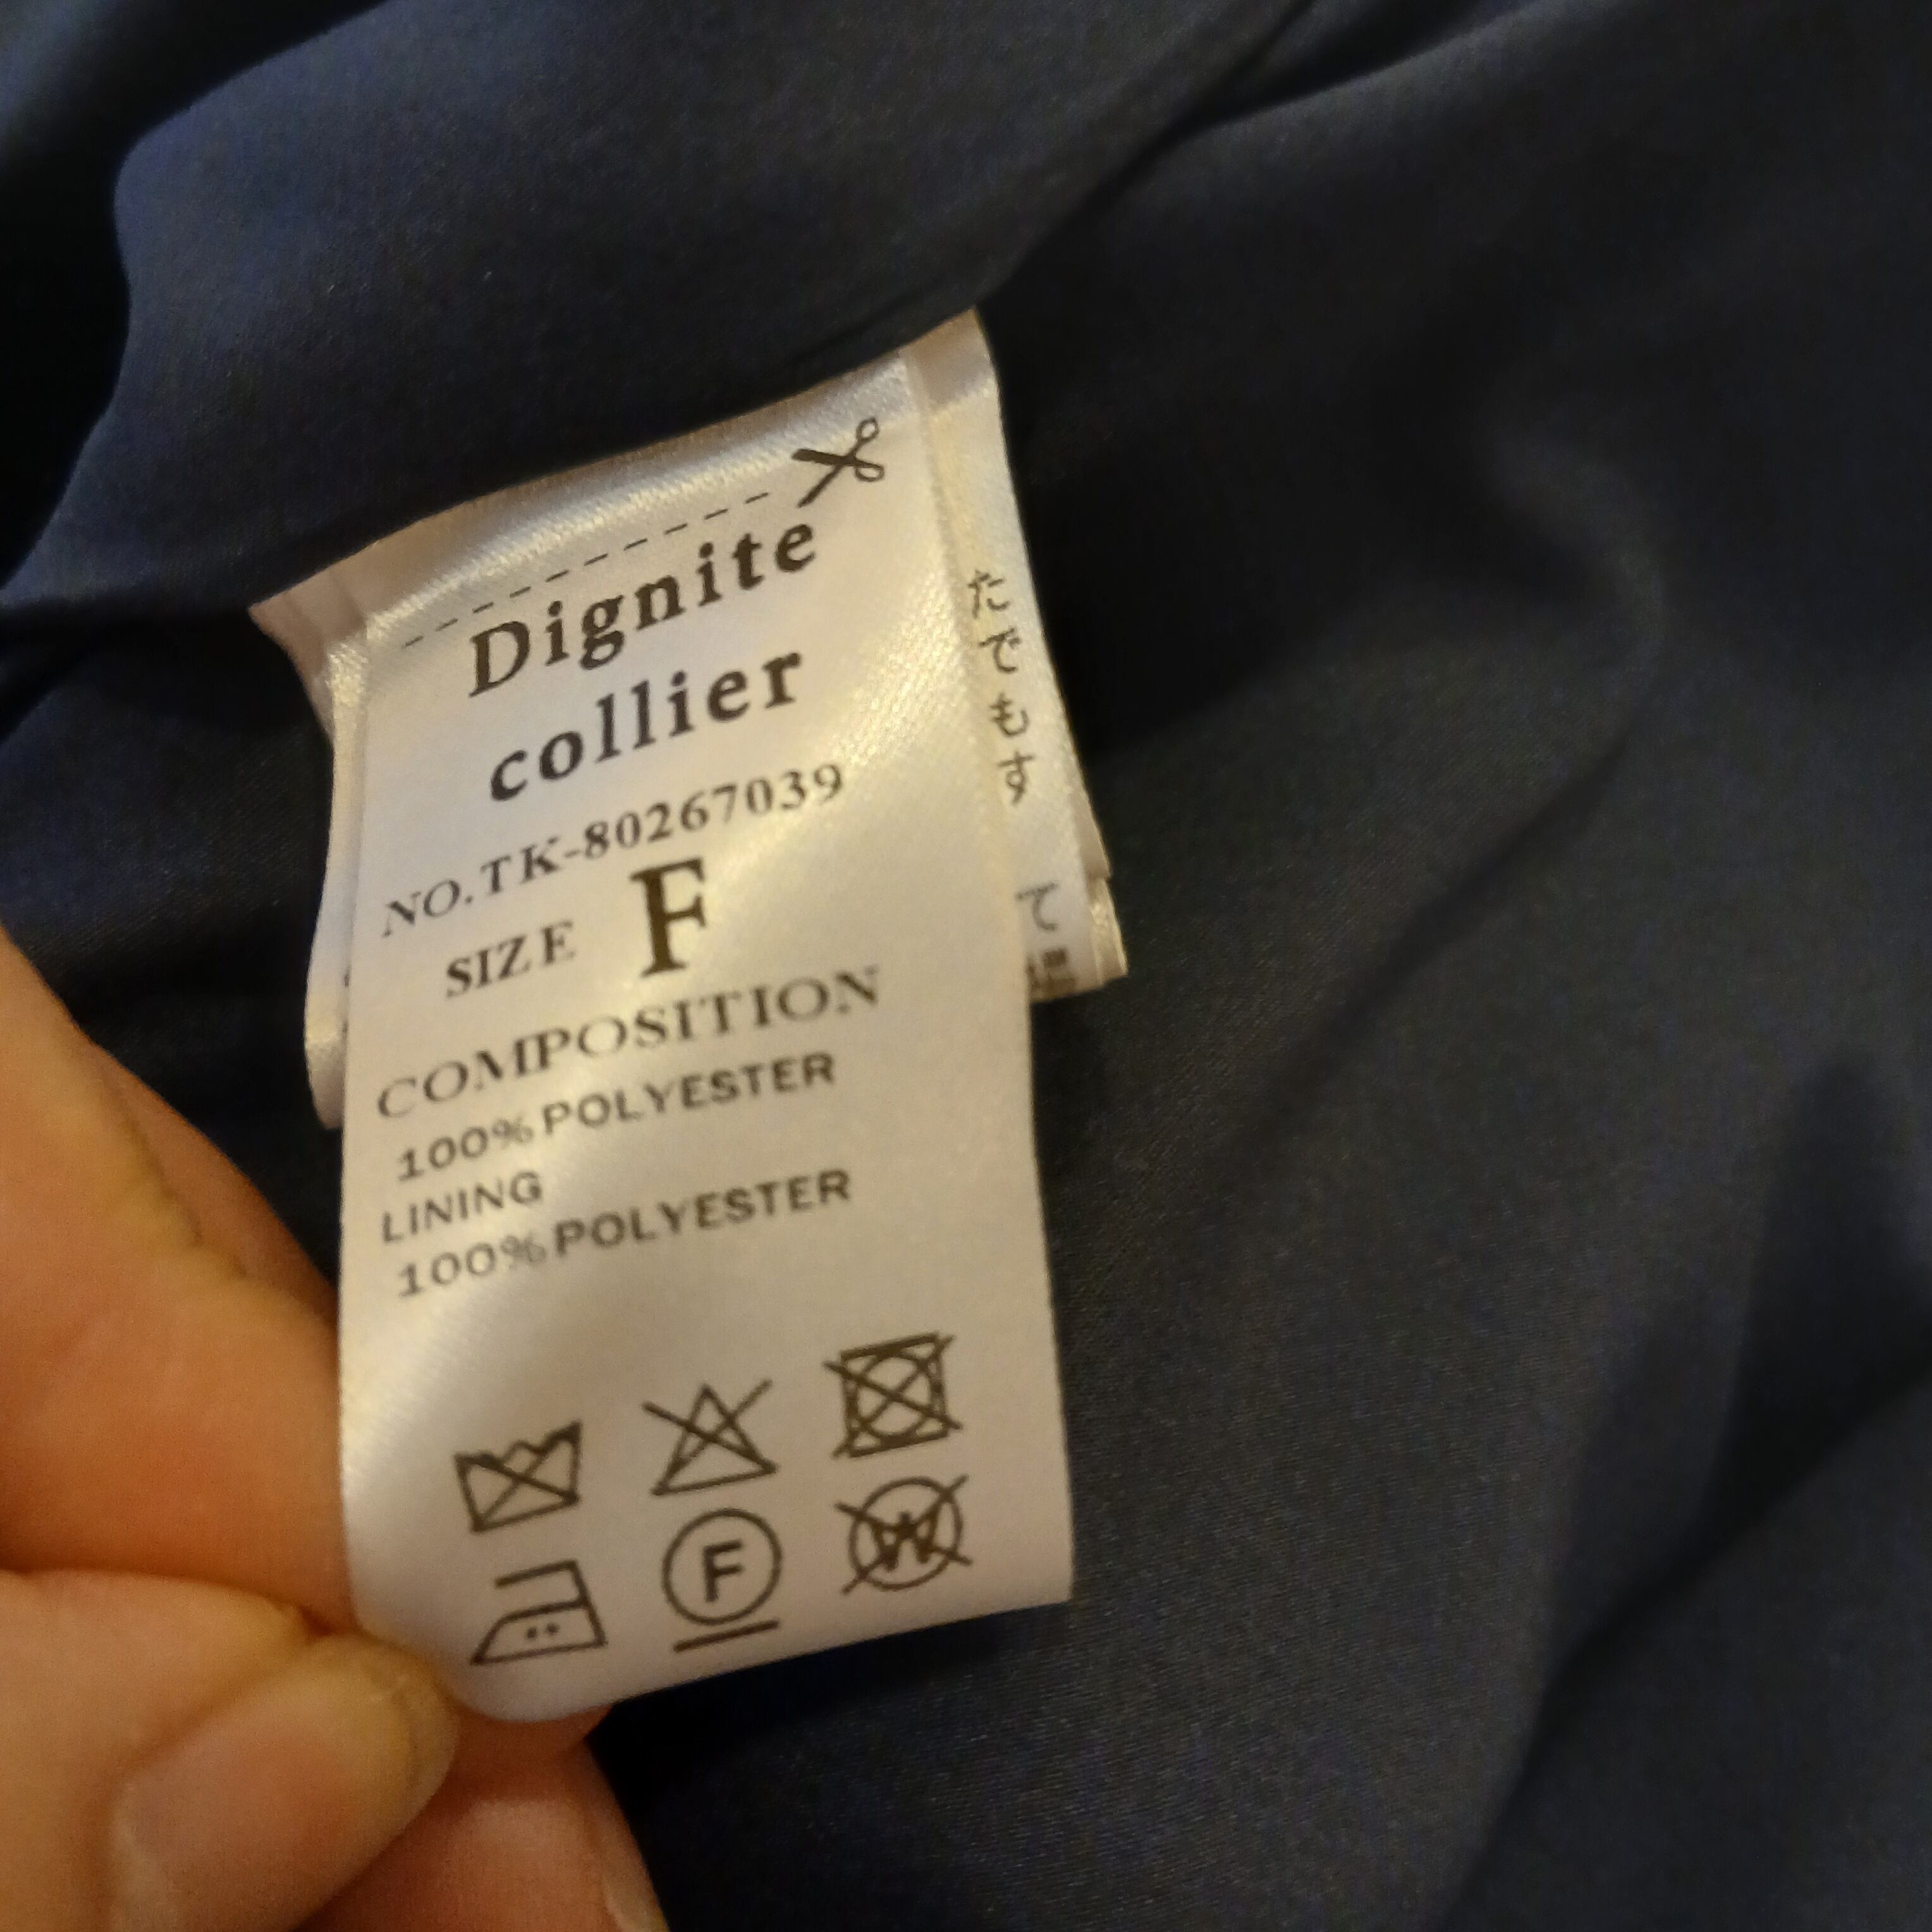 Dignite
collier
NO.TK-80267039
SIZE F
COMPOSITION
100% POLYESTER
LINING
100% POLYESTER
F
W
たでもす
て